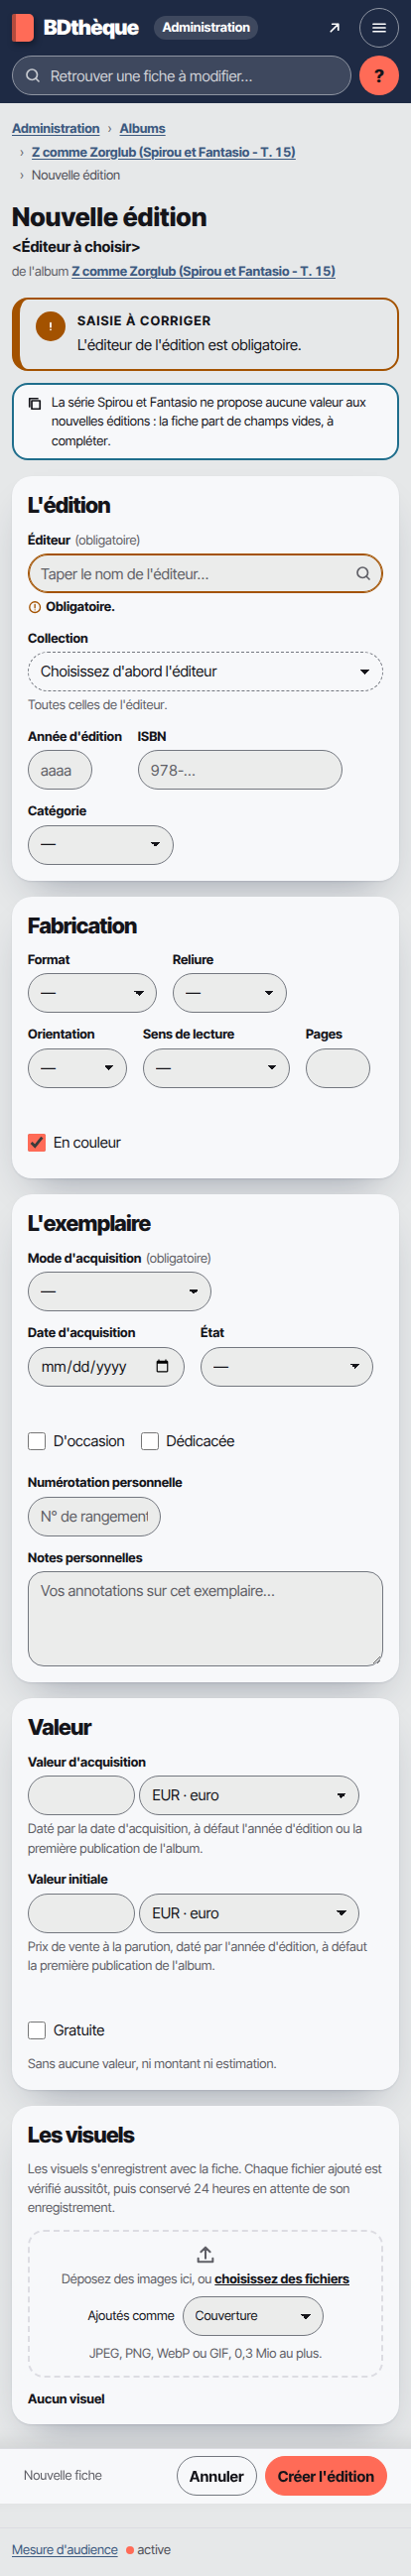 BDthèque Administration
Retrouver une fiche à modifier... ?
Administration › Albums
› Z comme Zorglub (Spirou et Fantasio - T. 15)
› Nouvelle édition
Nouvelle édition
<Éditeur à choisir>
de l'album Z comme Zorglub (Spirou et Fantasio - T. 15)
! SAISIE À CORRIGER
L'éditeur de l'édition est obligatoire.
La série Spirou et Fantasio ne propose aucune valeur aux
nouvelles éditions : la fiche part de champs vides, à
compléter.
L'édition
Éditeur (obligatoire)
Taper le nom de l'éditeur...
Obligatoire.
Collection
Choisissez d'abord l'éditeur
Toutes celles de l'éditeur.
Année d'édition ISBN
aaaa 978-...
Catégorie
—
Fabrication
Format Reliure
— —
Orientation Sens de lecture Pages
— —
En couleur
L'exemplaire
Mode d'acquisition (obligatoire)
—
Date d'acquisition État
mm/dd/yyyy —
D'occasion Dédicacée
Numérotation personnelle
N° de rangement
Notes personnelles
Vos annotations sur cet exemplaire...
Valeur
Valeur d'acquisition
EUR · euro
Daté par la date d'acquisition, à défaut l'année d'édition ou la
première publication de l'album.
Valeur initiale
EUR · euro
Prix de vente à la parution, daté par l'année d'édition, à défaut
la première publication de l'album.
Gratuite
Sans aucune valeur, ni montant ni estimation.
Les visuels
Les visuels s'enregistrent avec la fiche. Chaque fichier ajouté est
vérifié aussitôt, puis conservé 24 heures en attente de son
enregistrement.
Déposez des images ici, ou choisissez des fichiers
Ajoutés comme Couverture
JPEG, PNG, WebP ou GIF, 0,3 Mio au plus.
Aucun visuel
Nouvelle fiche Annuler Créer l'édition
Mesure d'audience active